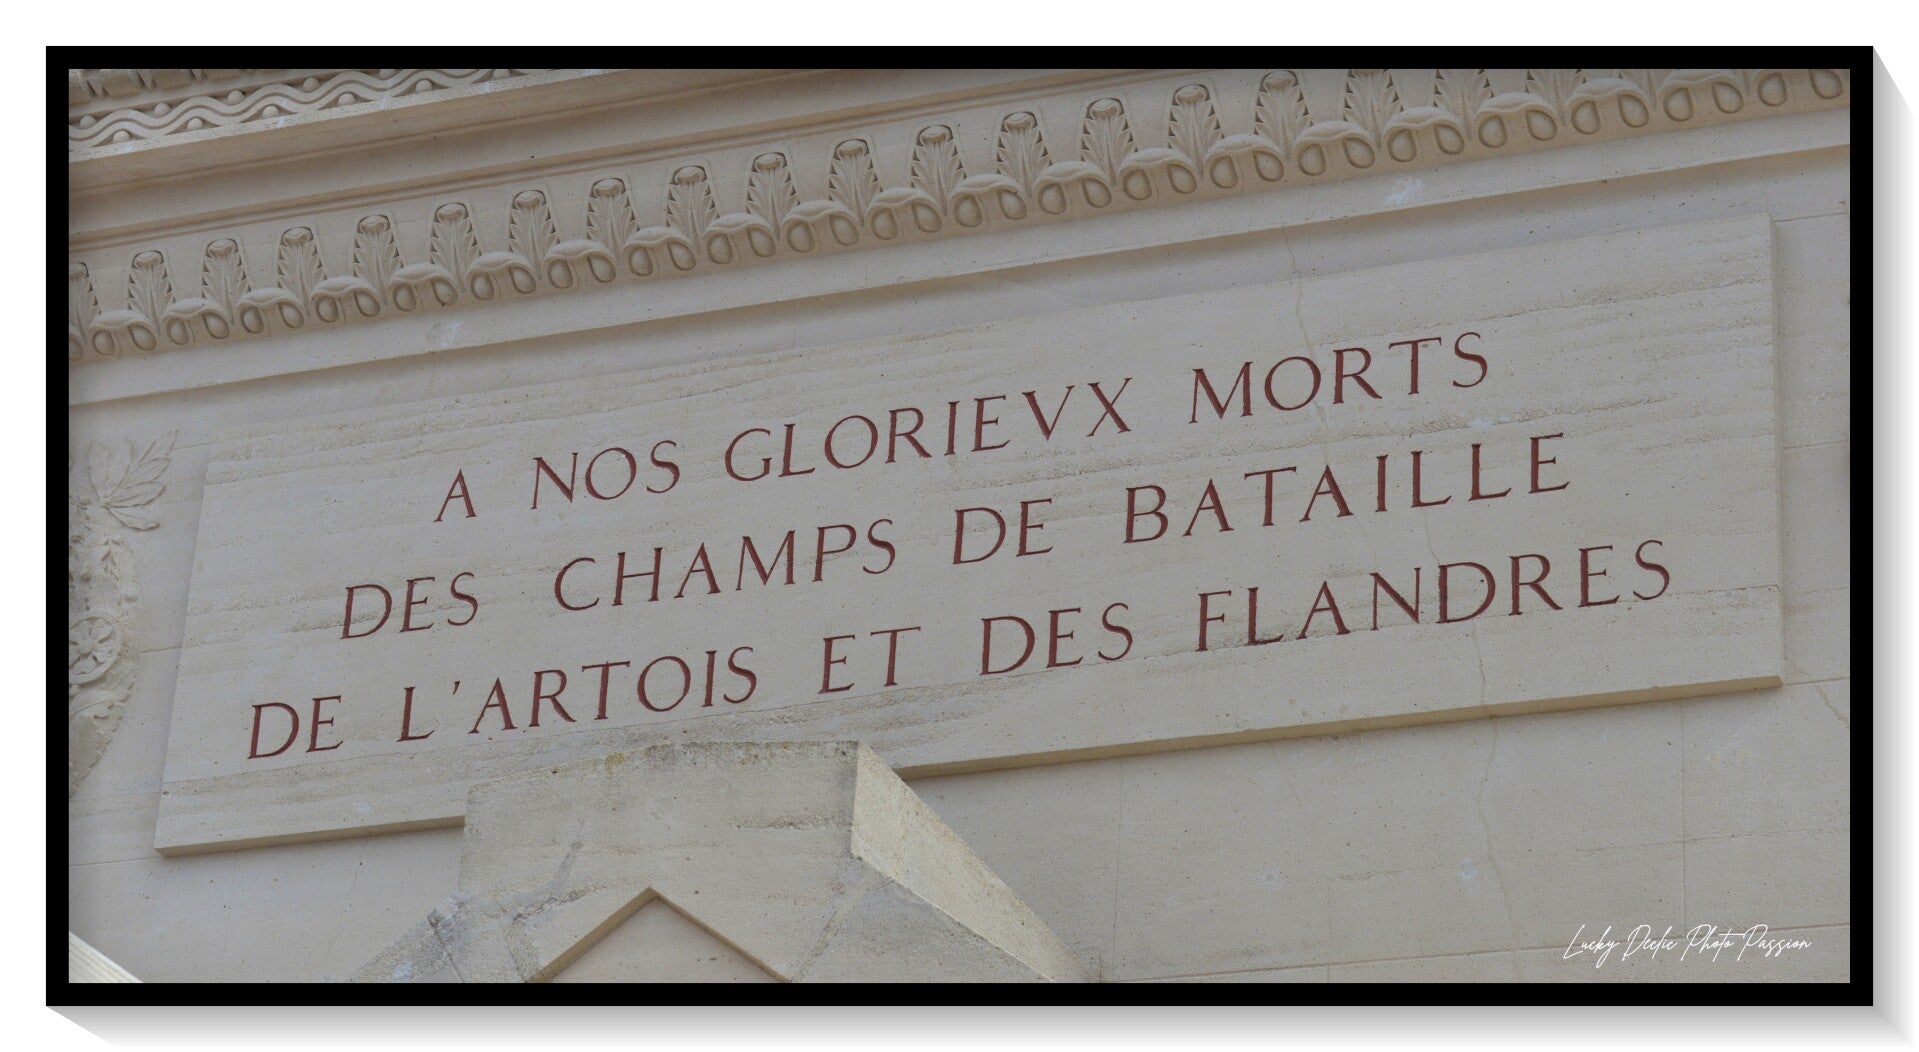 A NOS GLORIEVX MORTS
DES CHAMPS DE BATAILLE
DE L'ARTOIS ET DES FLANDRES
Lucky Declic Photo Passion